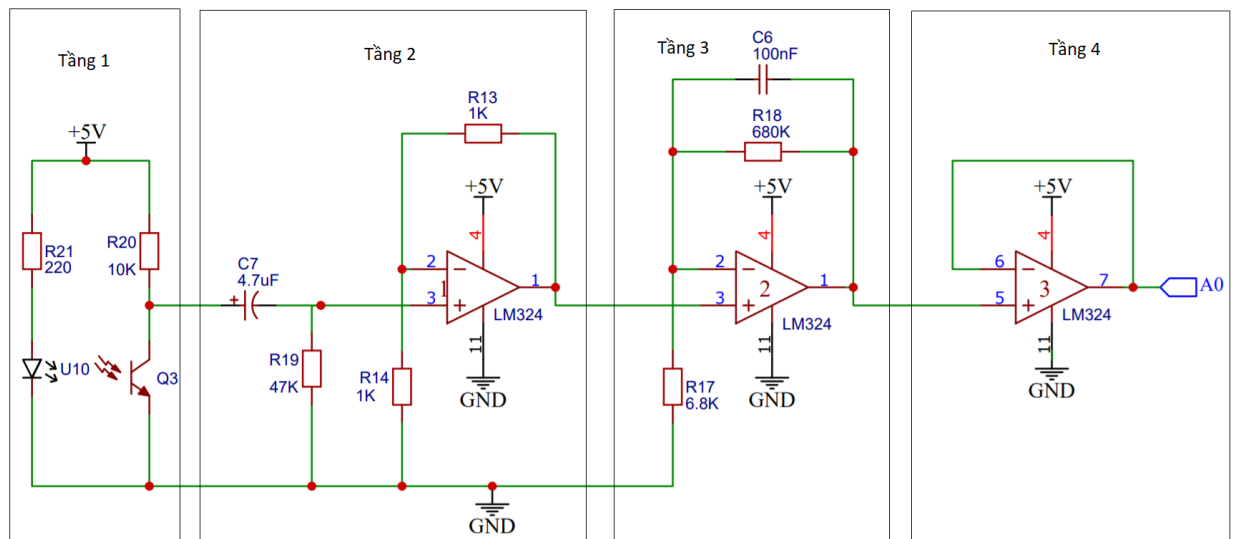 Tầng 1
+5V
R21
220
R20
10K
U10
Q3
Tầng 2
R13
1K
+5V
4
C7
4.7uF
+
2
3
1
1
LM324
11
GND
R19
47K
R14
1K
GND
Tầng 3
C6
100nF
R18
680K
+5V
4
2
3
2
1
LM324
11
GND
R17
6.8K
Tầng 4
+5V
4
6
5
3
7
A0
LM324
11
GND